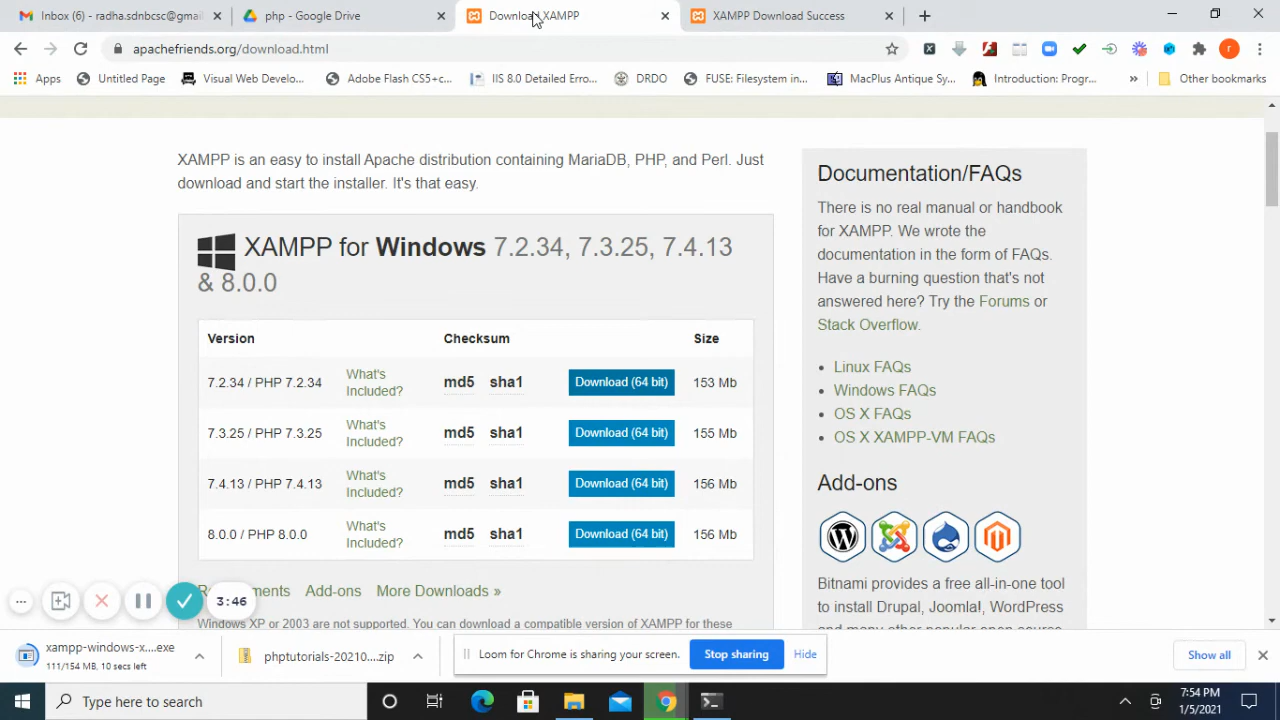 Inbox (6) - radha.sdnbcsc@gmai
php - Google Drive
Download XAMPP
XAMPP Download Success
apachefriends.org/download.html
Apps
Untitled Page
Visual Web Develo...
Adobe Flash CS5+c...
IIS 8.0 Detailed Erro...
DRDO
FUSE: Filesystem in...
MacPlus Antique Sy...
Introduction: Progr...
»
Other bookmarks
XAMPP is an easy to install Apache distribution containing MariaDB, PHP, and Perl. Just
download and start the installer. It's that easy.
XAMPP for Windows 7.2.34, 7.3.25, 7.4.13
& 8.0.0
Version Checksum Size
7.2.34 / PHP 7.2.34 What's Included? md5 sha1 Download (64 bit) 153 Mb
7.3.25 / PHP 7.3.25 What's Included? md5 sha1 Download (64 bit) 155 Mb
7.4.13 / PHP 7.4.13 What's Included? md5 sha1 Download (64 bit) 156 Mb
8.0.0 / PHP 8.0.0 What's Included? md5 sha1 Download (64 bit) 156 Mb
Add-ons More Downloads »
Windows XP or 2003 are not supported. You can download a compatible version of XAMPP for these
Documentation/FAQs
There is no real manual or handbook
for XAMPP. We wrote the
documentation in the form of FAQs.
Have a burning question that's not
answered here? Try the Forums or
Stack Overflow.
Linux FAQs
Windows FAQs
OS X FAQs
OS X XAMPP-VM FAQs
Add-ons
Bitnami provides a free all-in-one tool
to install Drupal, Joomla!, WordPress
and many other popular open source
3:46
xampp-windows-x....exe
111/154 MB, 10 secs left
phptutorials-20210....zip
Loom for Chrome is sharing your screen.
Stop sharing
Hide
Show all
Type here to search
7:54 PM
1/5/2021